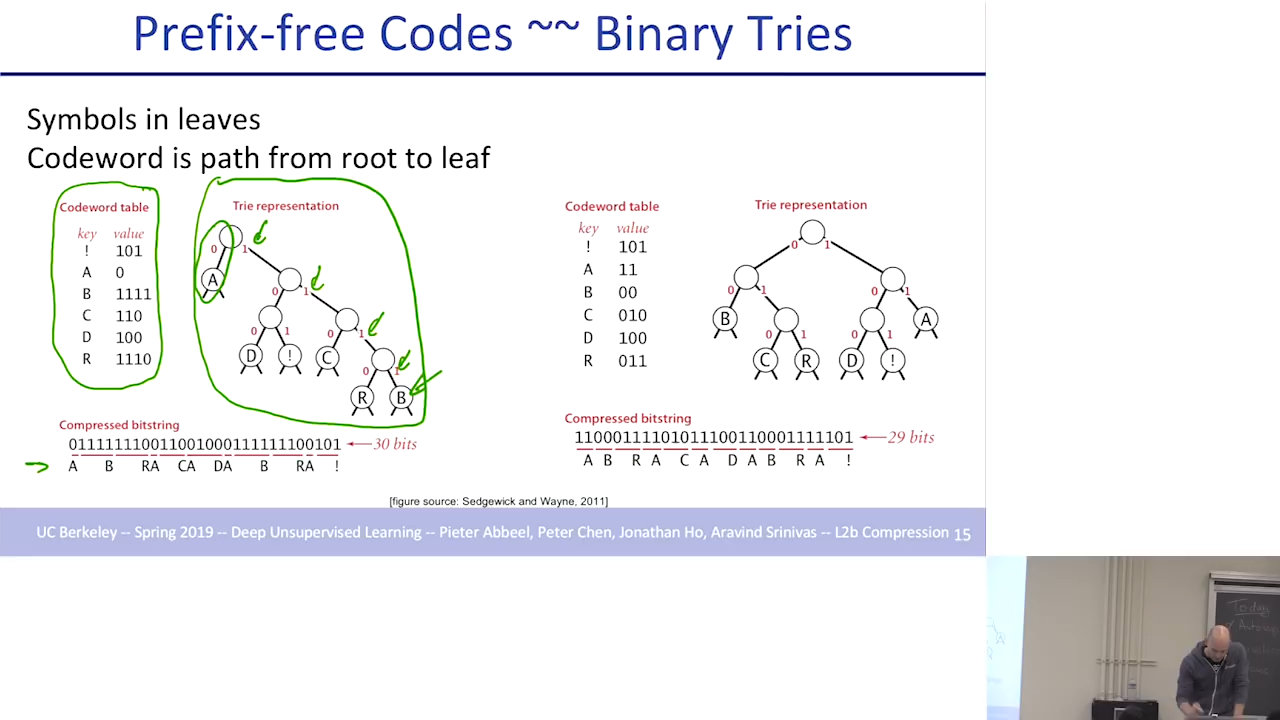 Prefix-free Codes ~~ Binary Tries
Symbols in leaves
Codeword is path from root to leaf
Codeword table
key value
! 101
A 0
B 1111
C 110
D 100
R 1110
Trie representation
0 1
A
0 1
0 1 0 1
D ! C
0 1
R B
Compressed bitstring
011111110011001000111111100101 30 bits
A B RA CA DA B RA !
Codeword table
key value
! 101
A 11
B 00
C 010
D 100
R 011
Trie representation
0 1
0 1 0 1
B A
0 1 0 1
C R D !
Compressed bitstring
11000111101011100110001111101 29 bits
A B R A C A D A B R A !
[figure source: Sedgewick and Wayne, 2011]
UC Berkeley -- Spring 2019 -- Deep Unsupervised Learning -- Pieter Abbeel, Peter Chen, Jonathan Ho, Aravind Srinivas -- L2b Compression 15
Today